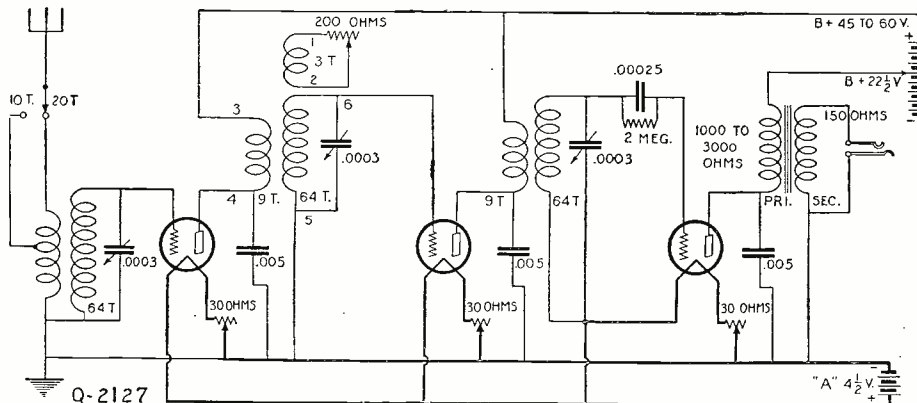 200 OHMS
1
3 T
2
B + 45 TO 60 V.
+
B + 22½ V
10 T.
20 T
3
6
.00025
2 MEG.
1000 TO
3000
OHMS
150 OHMS
.0003
.0003
4
9 T.
64 T.
5
9 T
64 T
PRI.
SEC.
.0003
.005
.005
.005
64 T
30 OHMS
30 OHMS
30 OHMS
Q-2127
"A" 4½ V.
-
+